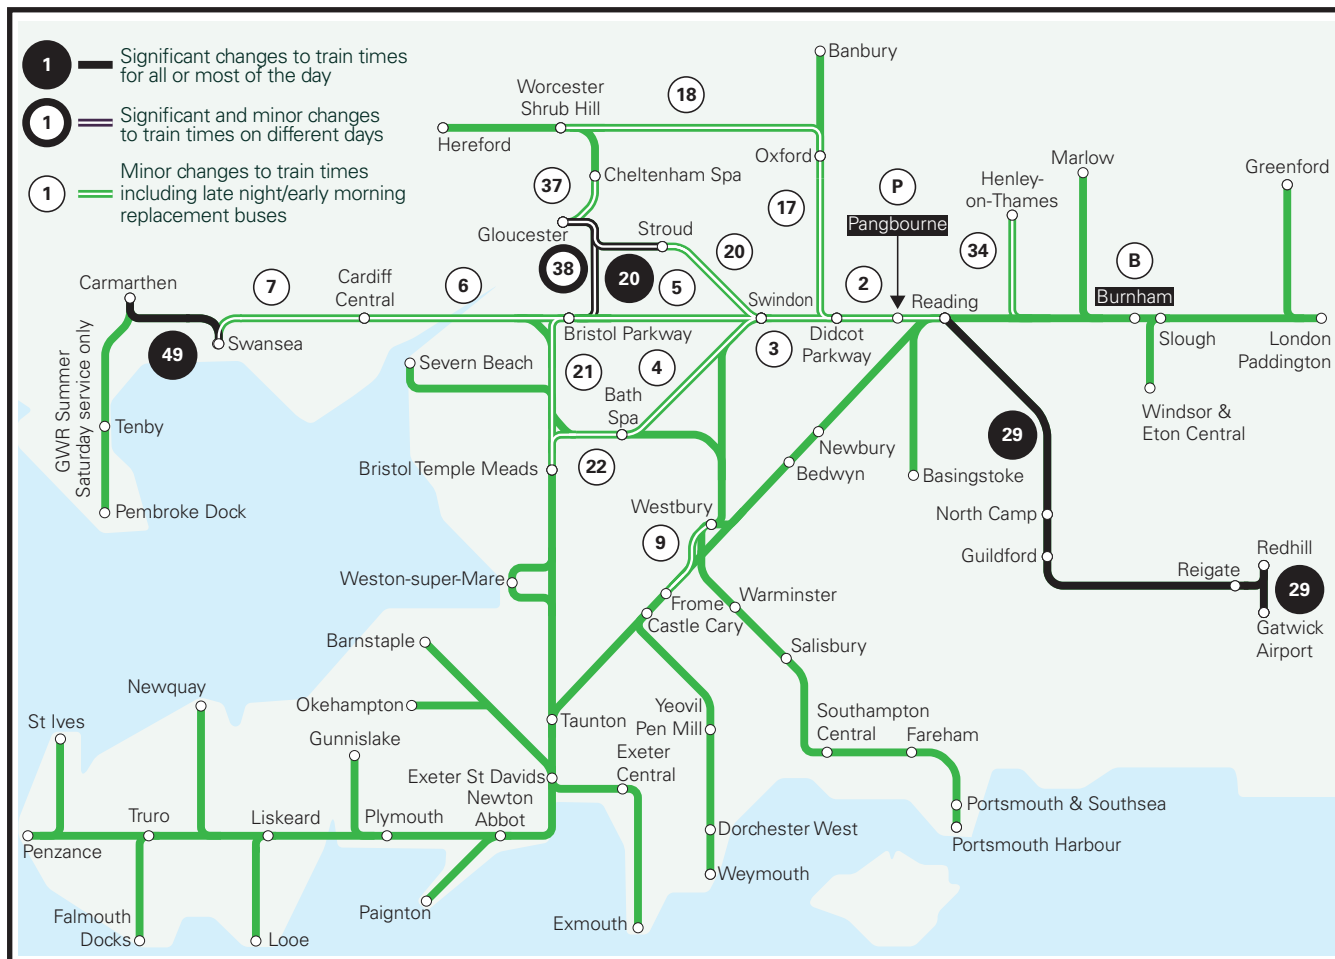 1
Significant changes to train times
for all or most of the day
1
Significant and minor changes
to train times on different days
1
Minor changes to train times
including late night/early morning
replacement buses
Banbury
Worcester
Shrub Hill
18
Hereford
Oxford
Marlow
Greenford
Cheltenham Spa
37
P
Henley-
on-Thames
17
Gloucester
Stroud
Pangbourne
20
34
38
20
B
Carmarthen
7
Cardiff
Central
6
5
2
Burnham
Swindon
Reading
Bristol Parkway
Didcot
Parkway
Slough
London
Paddington
Swansea
49
3
GWR Summer
Saturday service only
Severn Beach
21
4
Bath
Spa
Windsor &
Eton Central
Tenby
Newbury
29
Bristol Temple Meads
22
Bedwyn
Basingstoke
Pembroke Dock
Westbury
North Camp
9
Guildford
Redhill
Weston-super-Mare
Reigate
29
Frome
Warminster
Castle Cary
Gatwick
Airport
Barnstaple
Salisbury
Newquay
Okehampton
Yeovil
Pen Mill
St Ives
Taunton
Southampton
Central
Fareham
Gunnislake
Exeter
Central
Exeter St Davids
Newton
Abbot
Truro
Liskeard
Plymouth
Portsmouth & Southsea
Dorchester West
Penzance
Portsmouth Harbour
Weymouth
Falmouth
Docks
Paignton
Exmouth
Looe